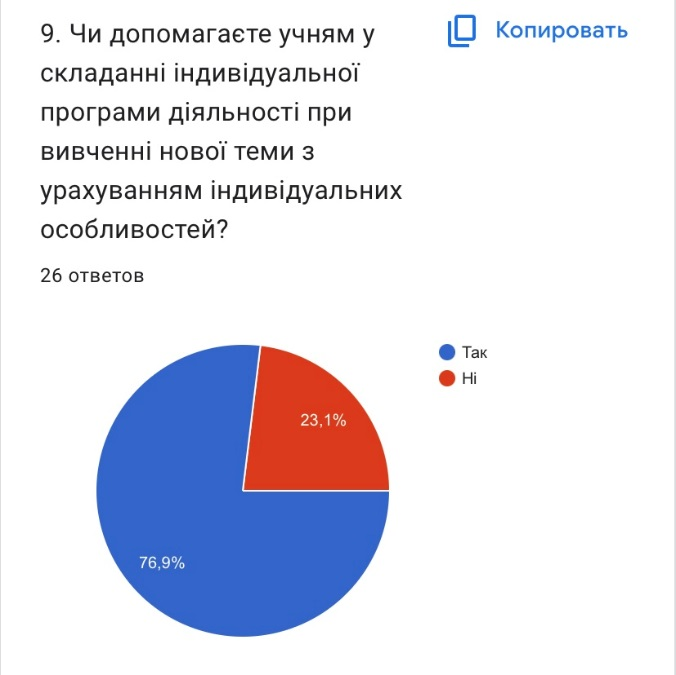 9. Чи допомагаєте учням у
складанні індивідуальної
програми діяльності при
вивченні нової теми з
урахуванням індивідуальних
особливостей?
Копировать
26 ответов
Так
Ні
23,1%
76,9%